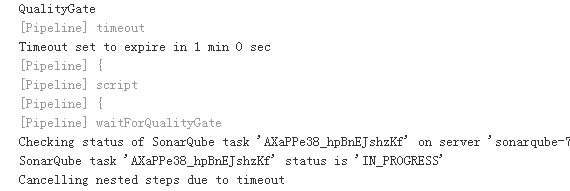 QualityGate
[Pipeline] timeout
Timeout set to expire in 1 min 0 sec
[Pipeline] {
[Pipeline] script
[Pipeline] {
[Pipeline] waitForQualityGate
Checking status of SonarQube task 'AXaPPe38_hpBnEJshzKf' on server 'sonarqube-7
SonarQube task 'AXaPPe38_hpBnEJshzKf' status is 'IN_PROGRESS'
Cancelling nested steps due to timeout